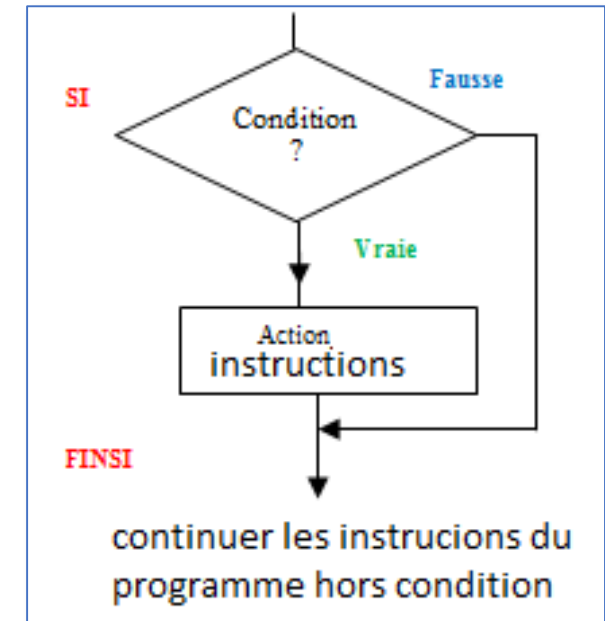 SI
Fausse
Condition
?
Vraie
Action
instructions
FINSI
continuer les instrucions du
programme hors condition